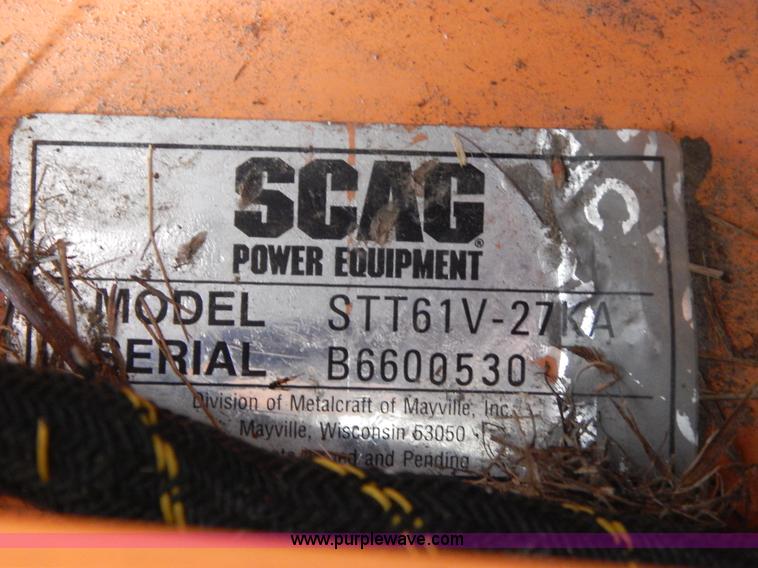 SCAG®
POWER EQUIPMENT
MODEL STT61V-27KA
SERIAL B6600530
Division of Metalcraft of Mayville, Inc.
Mayville, Wisconsin 53050
and Pending
C
www.purplewave.com